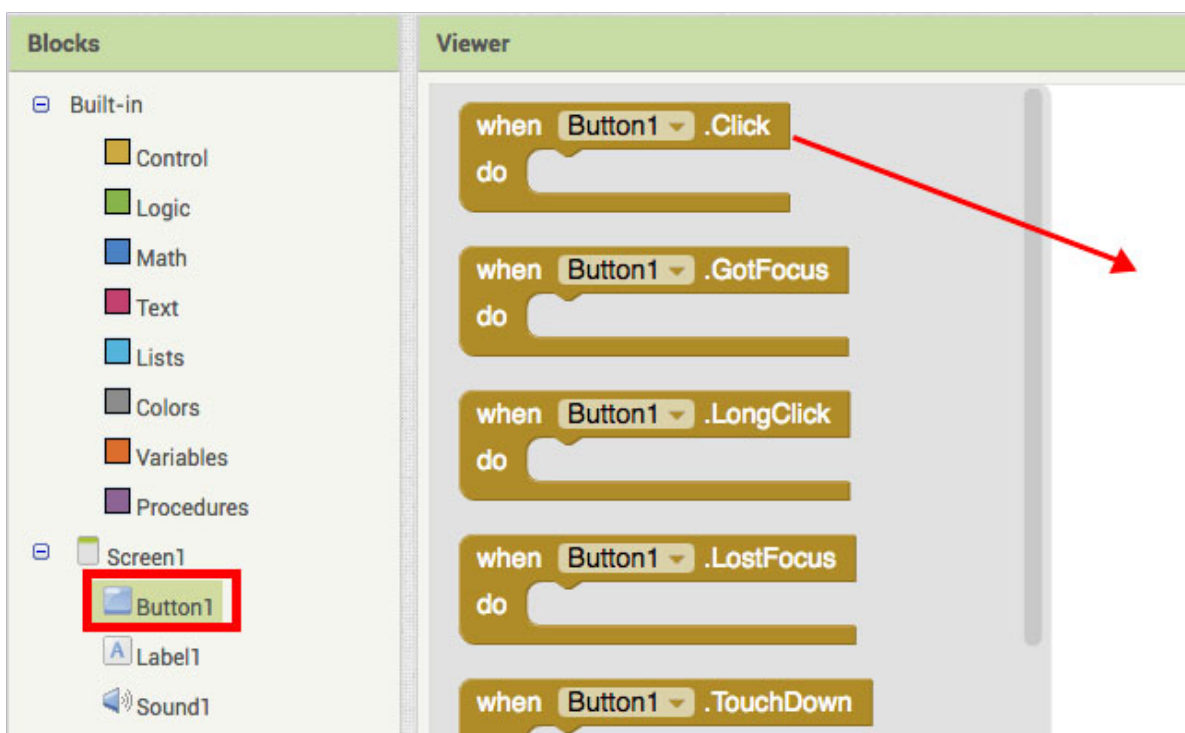 Blocks
Built-in
Control
Logic
Math
Text
Lists
Colors
Variables
Procedures
Screen1
Button1
A Label1
Sound1
Viewer
when Button1 .Click
do
when Button1 .GotFocus
do
when Button1 .LongClick
do
when Button1 .LostFocus
do
when Button1 .TouchDown